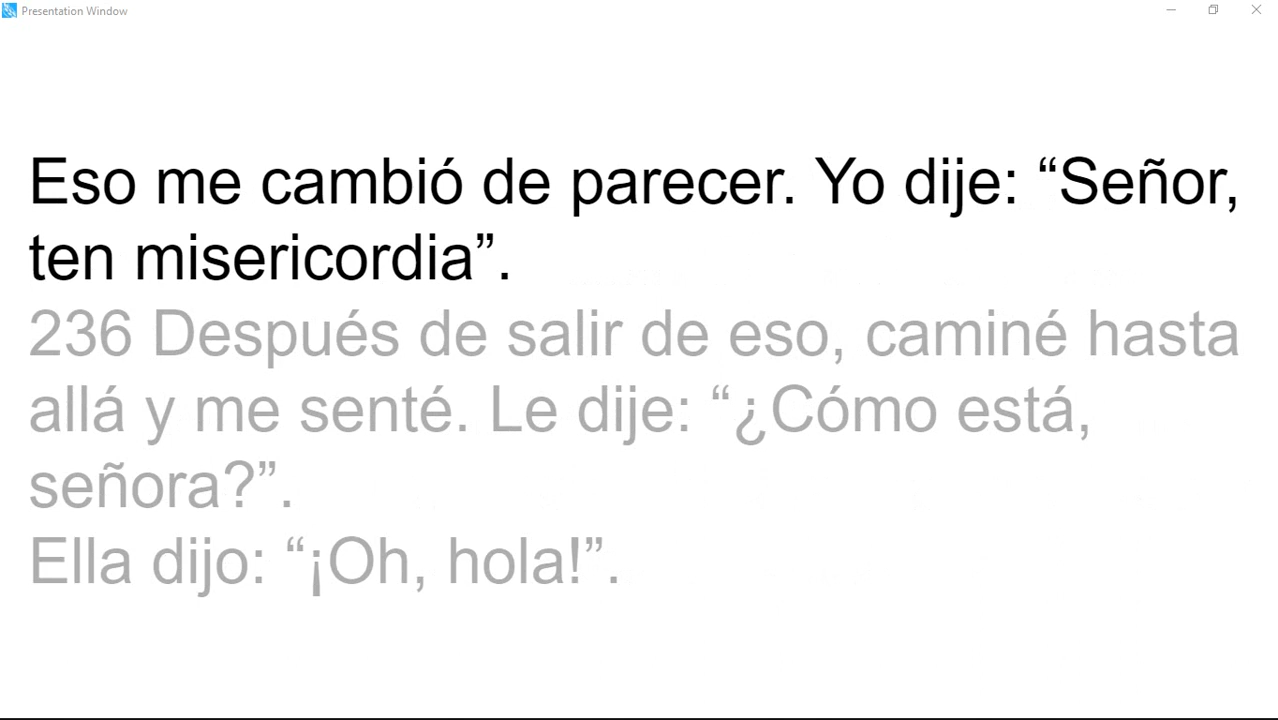 Presentation Window
Eso me cambió de parecer. Yo dije: “Señor,
ten misericordia”.
236 Después de salir de eso, caminé hasta
allá y me senté. Le dije: “¿Cómo está,
señora?”.
Ella dijo: “¡Oh, hola!”.